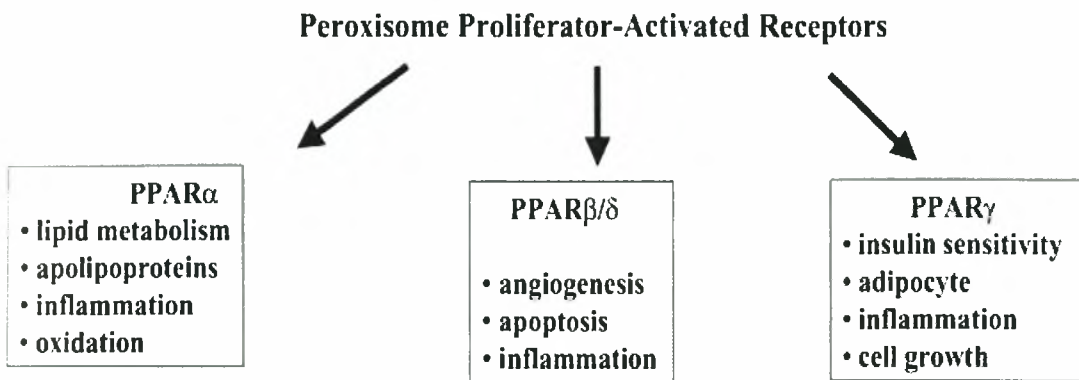 Peroxisome Proliferator-Activated Receptors
PPARα
• lipid metabolism
• apolipoproteins
• inflammation
• oxidation
PPARβ/δ
• angiogenesis
• apoptosis
• inflammation
PPARγ
• insulin sensitivity
• adipocyte
• inflammation
• cell growth